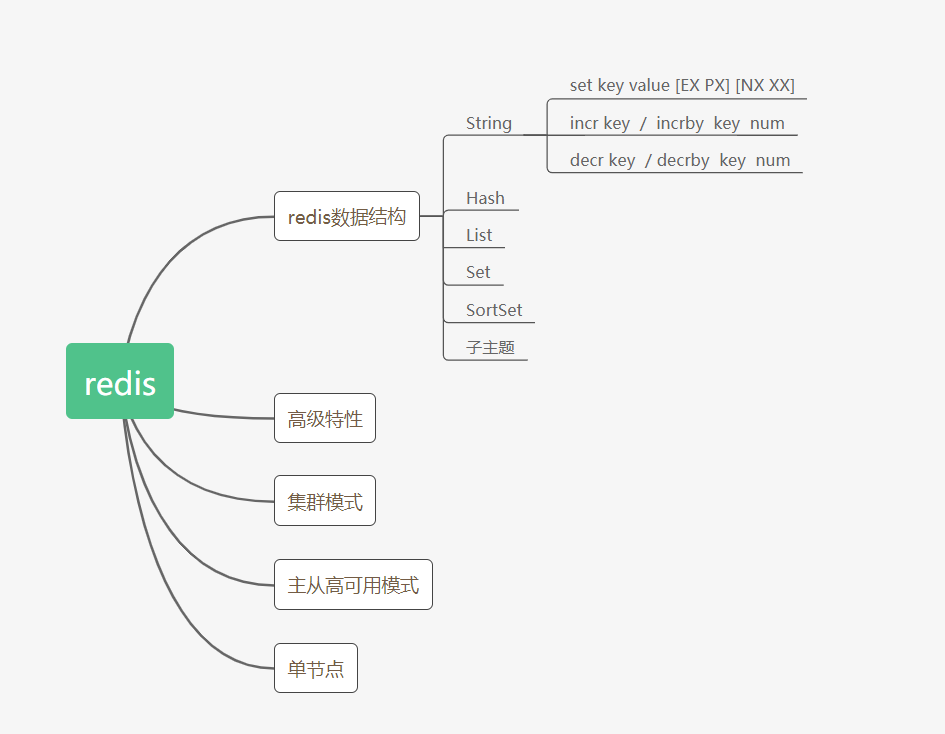 redis
redis数据结构
String
set key value [EX PX] [NX XX]
incr key / incrby key num
decr key / decrby key num
Hash
List
Set
SortSet
子主题
高级特性
集群模式
主从高可用模式
单节点